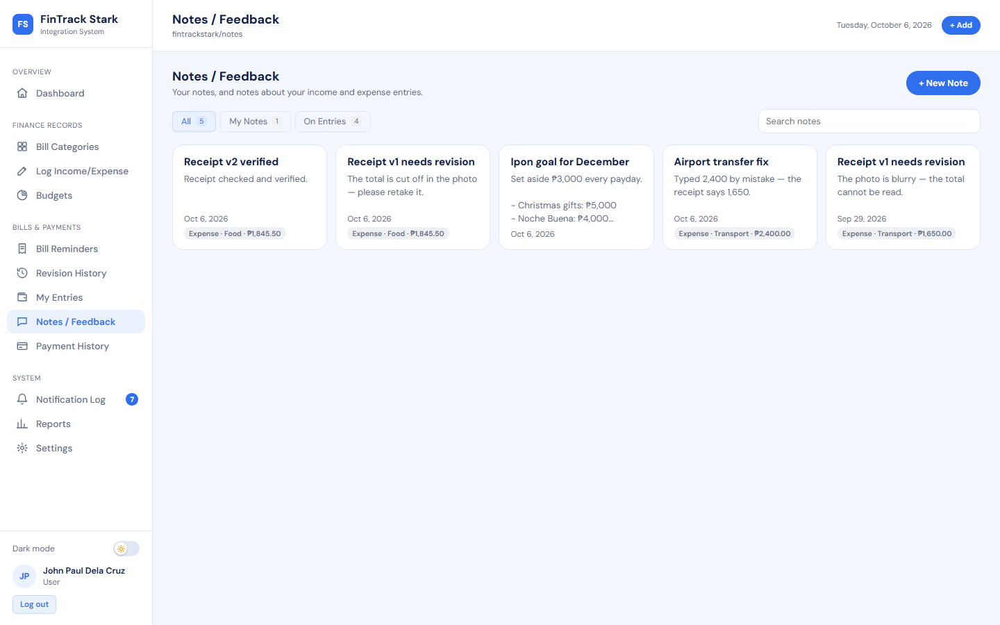 FS
FinTrack Stark
Integration System
OVERVIEW
Dashboard
FINANCE RECORDS
Bill Categories
Log Income/Expense
Budgets
BILLS & PAYMENTS
Bill Reminders
Revision History
My Entries
Notes / Feedback
Payment History
SYSTEM
Notification Log 7
Reports
Settings
Dark mode
JP
John Paul Dela Cruz
User
Log out
Notes / Feedback
fintrackstark/notes
Tuesday, October 6, 2026
+ Add
Notes / Feedback
Your notes, and notes about your income and expense entries.
+ New Note
All 5
My Notes 1
On Entries 4
Search notes
Receipt v2 verified
Receipt checked and verified.
Oct 6, 2026
Expense · Food · ₱1,845.50
Receipt v1 needs revision
The total is cut off in the photo
— please retake it.
Oct 6, 2026
Expense · Food · ₱1,845.50
Ipon goal for December
Set aside ₱3,000 every payday.
- Christmas gifts: ₱5,000
- Noche Buena: ₱4,000…
Oct 6, 2026
Airport transfer fix
Typed 2,400 by mistake — the
receipt says 1,650.
Oct 6, 2026
Expense · Transport · ₱2,400.00
Receipt v1 needs revision
The photo is blurry — the total
cannot be read.
Sep 29, 2026
Expense · Transport · ₱1,650.00